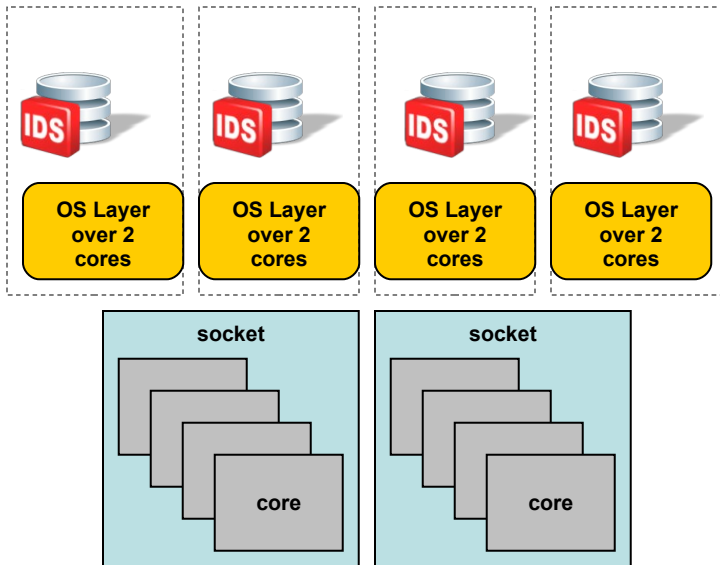 IDS IDS IDS IDS
OS Layer OS Layer OS Layer OS Layer
over 2 over 2 over 2 over 2
cores cores cores cores
socket socket
core core